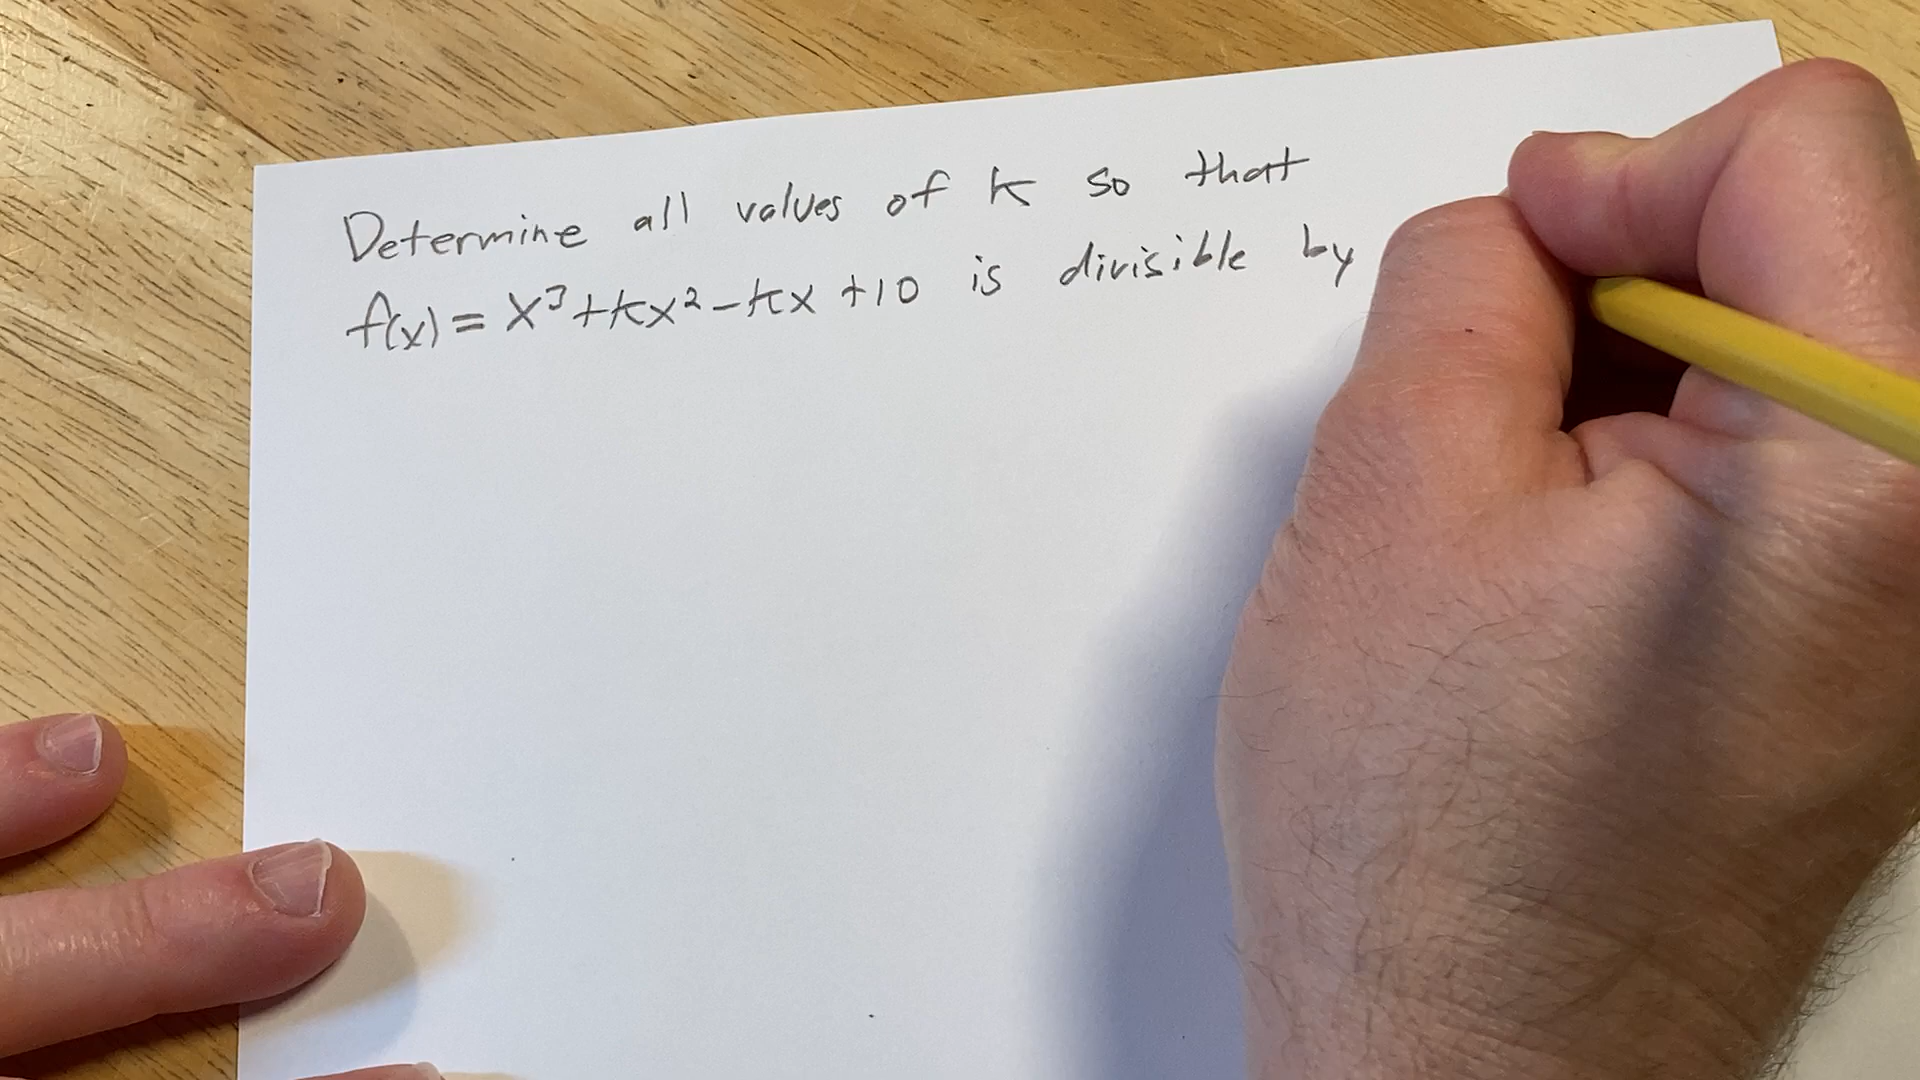 Determine all values of k so that
f(x) = x³ + kx² - kx + 10 is divisible by